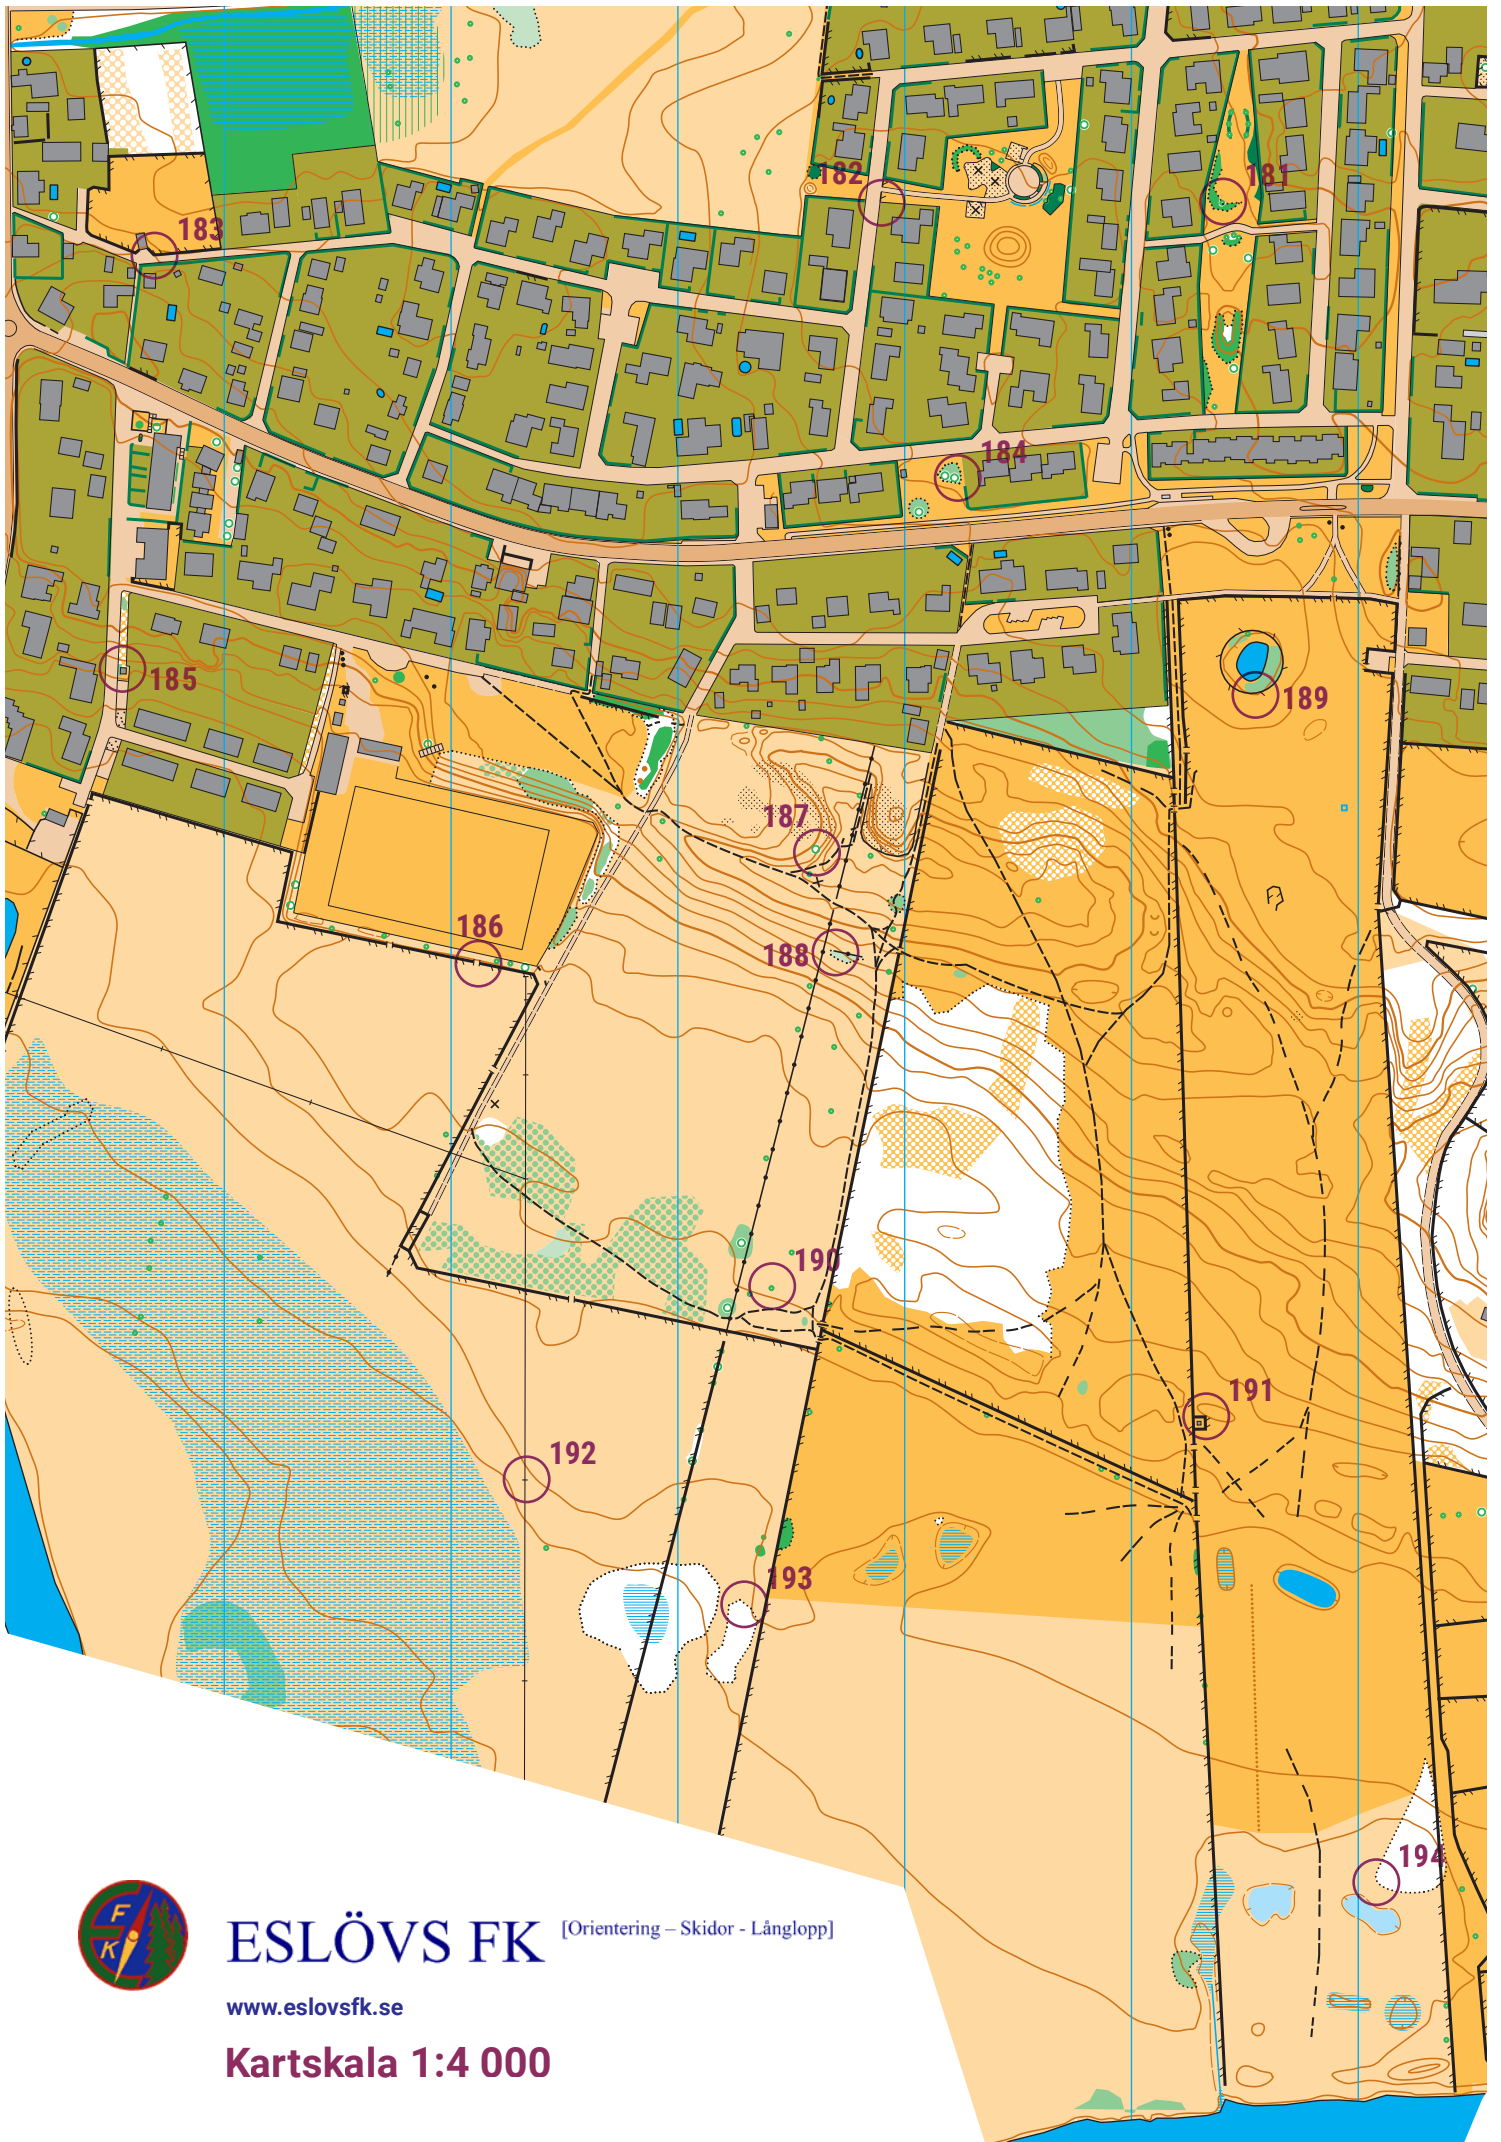 182
181
183
184
185
189
187
186
188
190
191
192
193
194
F
K
ESLÖVS FK [Orientering – Skidor - Långlopp]
www.eslovsfk.se
Kartskala 1:4 000